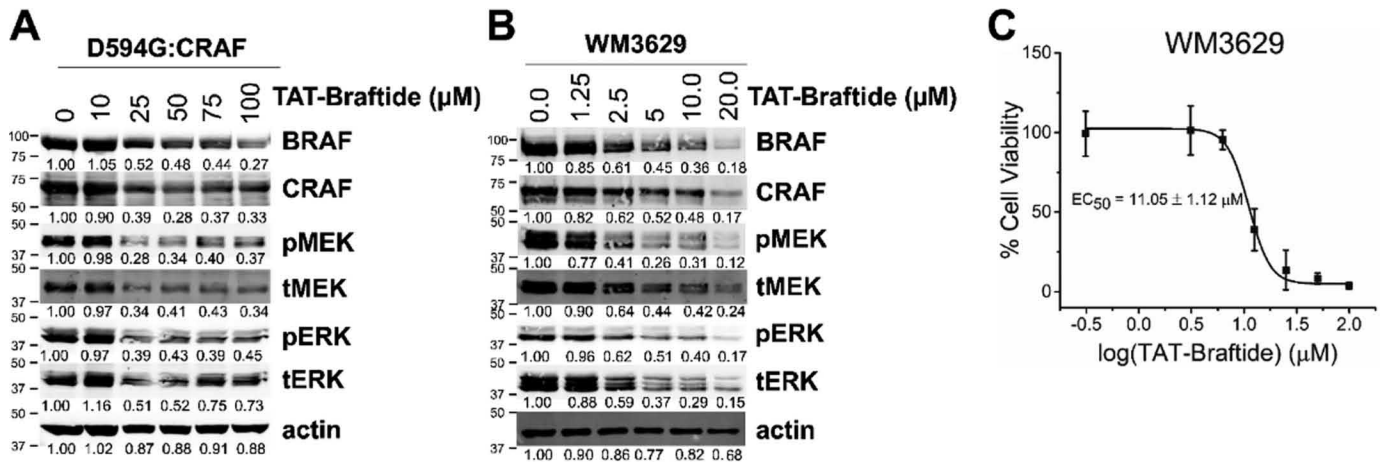 A
D594G:CRAF
0 10 25 50 75 100 TAT-Braftide (μM)
100
75
BRAF
1.00 1.05 0.52 0.48 0.44 0.27
75
50
CRAF
1.00 0.90 0.39 0.28 0.37 0.33
50
37
pMEK
1.00 0.98 0.28 0.34 0.40 0.37
50
37
tMEK
1.00 0.97 0.34 0.41 0.43 0.34
50
37
pERK
1.00 0.97 0.39 0.43 0.39 0.45
50
37
tERK
1.00 1.16 0.51 0.52 0.75 0.73
50
37
actin
1.00 1.02 0.87 0.88 0.91 0.88
B
WM3629
0.0 1.25 2.5 5 10.0 20.0 TAT-Braftide (μM)
100
75
BRAF
1.00 0.85 0.61 0.45 0.36 0.18
75
50
CRAF
1.00 0.82 0.62 0.52 0.48 0.17
50
37
pMEK
1.00 0.77 0.41 0.26 0.31 0.12
50
37
tMEK
1.00 0.90 0.64 0.44 0.42 0.24
50
37
pERK
1.00 0.96 0.62 0.51 0.40 0.17
50
37
tERK
1.00 0.88 0.59 0.37 0.29 0.15
50
37
actin
1.00 0.90 0.86 0.77 0.82 0.68
C
WM3629
150
100
50
0
% Cell Viability
EC50 = 11.05 ± 1.12 μM
-0.5 0.0 0.5 1.0 1.5 2.0
log(TAT-Braftide) (μM)